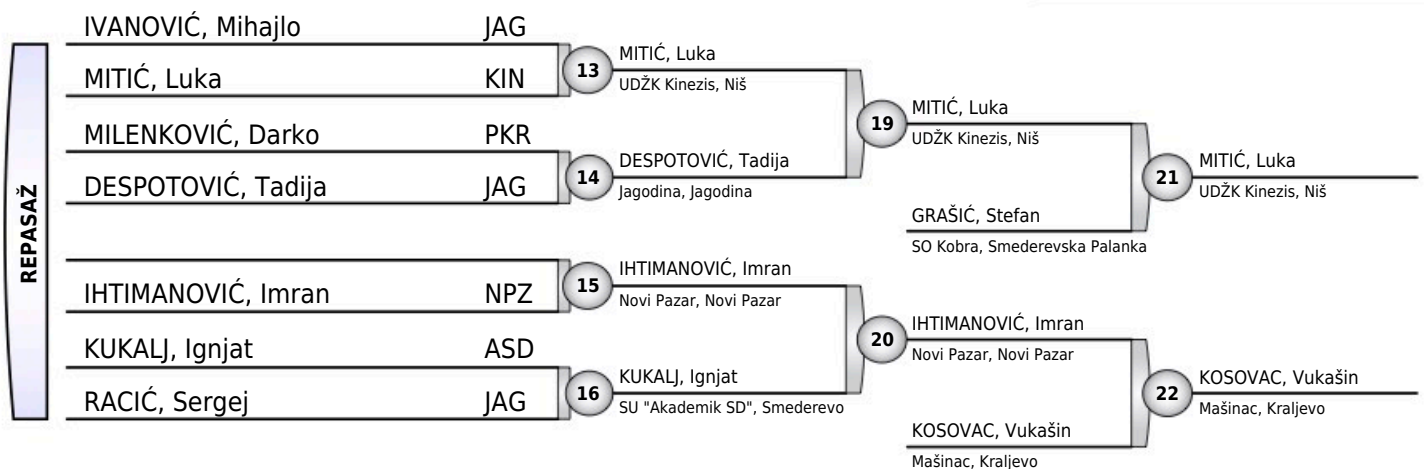 REPASAŽ
IVANOVIĆ, Mihajlo JAG
MITIĆ, Luka KIN
MILENKOVIĆ, Darko PKR
DESPOTOVIĆ, Tadija JAG
IHTIMANOVIĆ, Imran NPZ
KUKALJ, Ignjat ASD
RACIĆ, Sergej JAG
13
MITIĆ, Luka
UDŽK Kinezis, Niš
14
DESPOTOVIĆ, Tadija
Jagodina, Jagodina
15
IHTIMANOVIĆ, Imran
Novi Pazar, Novi Pazar
16
KUKALJ, Ignjat
SU "Akademik SD", Smederevo
19
MITIĆ, Luka
UDŽK Kinezis, Niš
GRAŠIĆ, Stefan
SO Kobra, Smederevska Palanka
20
IHTIMANOVIĆ, Imran
Novi Pazar, Novi Pazar
KOSOVAC, Vukašin
Mašinac, Kraljevo
21
MITIĆ, Luka
UDŽK Kinezis, Niš
22
KOSOVAC, Vukašin
Mašinac, Kraljevo